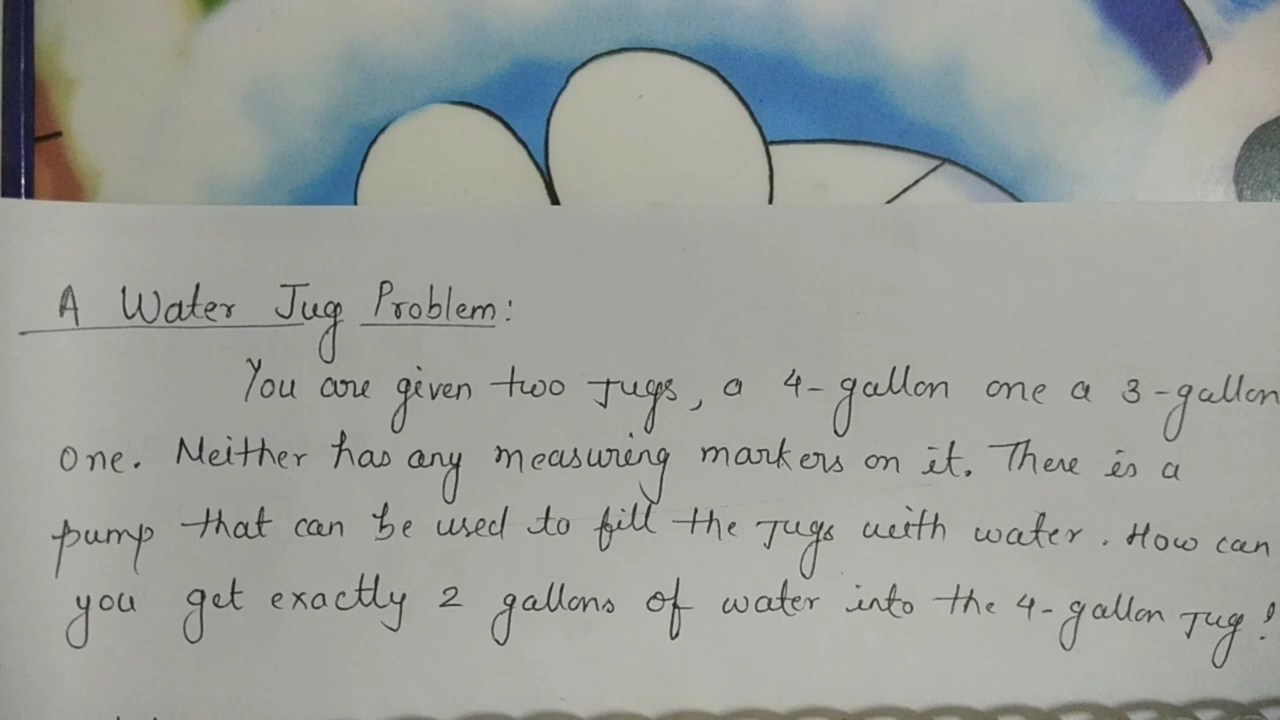 A Water Jug Problem:
You are given two Jugs, a 4-gallon one a 3-gallon
one. Neither has any measuring markers on it. There is a
pump that can be used to fill the Jugs with water. How can
you get exactly 2 gallons of water into the 4-gallon Jug?